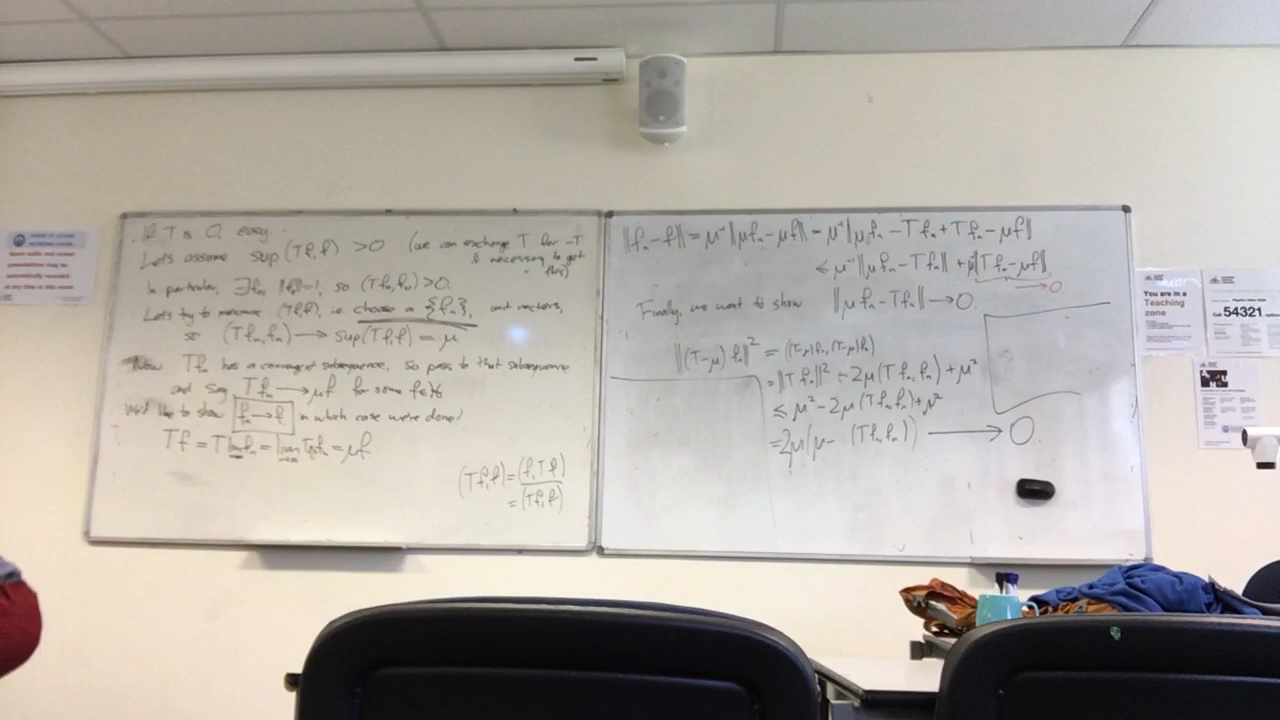 If T is 0, easy.
Lets assume sup (Tf,f) > 0 (we can exchange T for -T
if necessary to get this)
In particular, ∃fₙ ‖fₙ‖=1, so (Tfₙ,fₙ)>0.
Lets try to maximise (Tf,f), i.e. choose a {fₙ}, unit vectors,
so (Tfₙ,fₙ) → sup(Tf,f) = μ
Now Tfₙ has a convergent subsequence, so pass to that subsequence
and say Tfₙ → μf for some f∈H
We'd like to show fₙ→f in which case we're done!
Tf = T lim fₙ = lim Tfₙ = μf
(Tf,f) = (f,Tf)
= (Tf,f)
‖fₙ-f‖ = μ⁻¹‖μfₙ-μf‖ = μ⁻¹‖μfₙ-Tfₙ+Tfₙ-μf‖
≤ μ⁻¹‖μfₙ-Tfₙ‖ + μ⁻¹‖Tfₙ-μf‖
→0
Finally, we want to show ‖μfₙ-Tfₙ‖→0.
‖(T-μ)fₙ‖² = ((T-μ)fₙ,(T-μ)fₙ)
= ‖Tfₙ‖² - 2μ(Tfₙ,fₙ) + μ²
≤ μ² - 2μ(Tfₙ,fₙ) + μ²
= 2μ(μ - (Tfₙ,fₙ)) → 0
You are in a
Teaching
zone
Call 54321